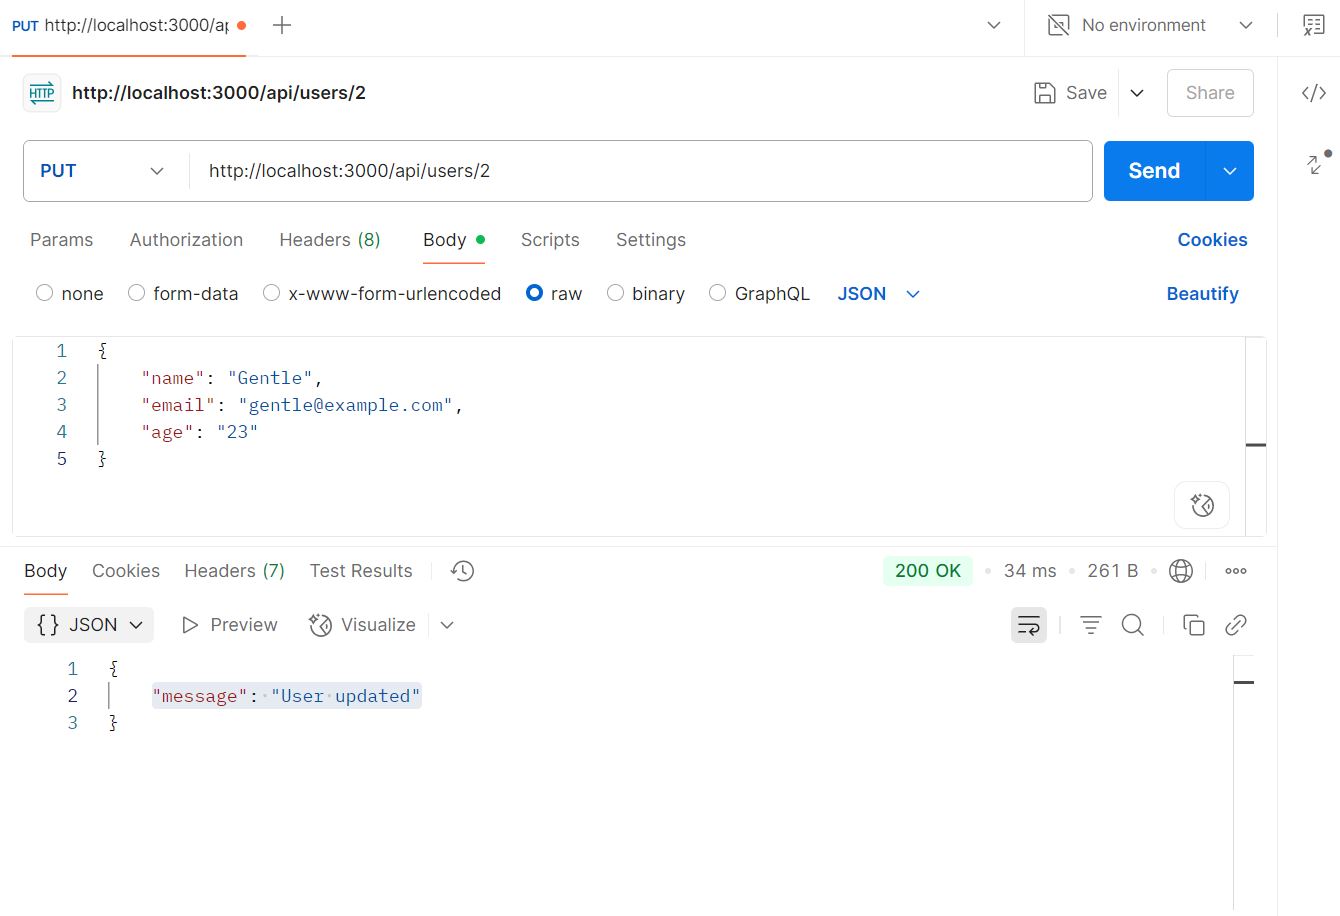 PUT http://localhost:3000/ap
No environment
HTTP http://localhost:3000/api/users/2
Save
Share
PUT http://localhost:3000/api/users/2
Send
Params Authorization Headers (8) Body Scripts Settings Cookies
none form-data x-www-form-urlencoded raw binary GraphQL JSON Beautify
1 {
2 "name": "Gentle",
3 "email": "gentle@example.com",
4 "age": "23"
5 }
Body Cookies Headers (7) Test Results 200 OK 34 ms 261 B
{} JSON Preview Visualize
1 {
2 "message": "User updated"
3 }